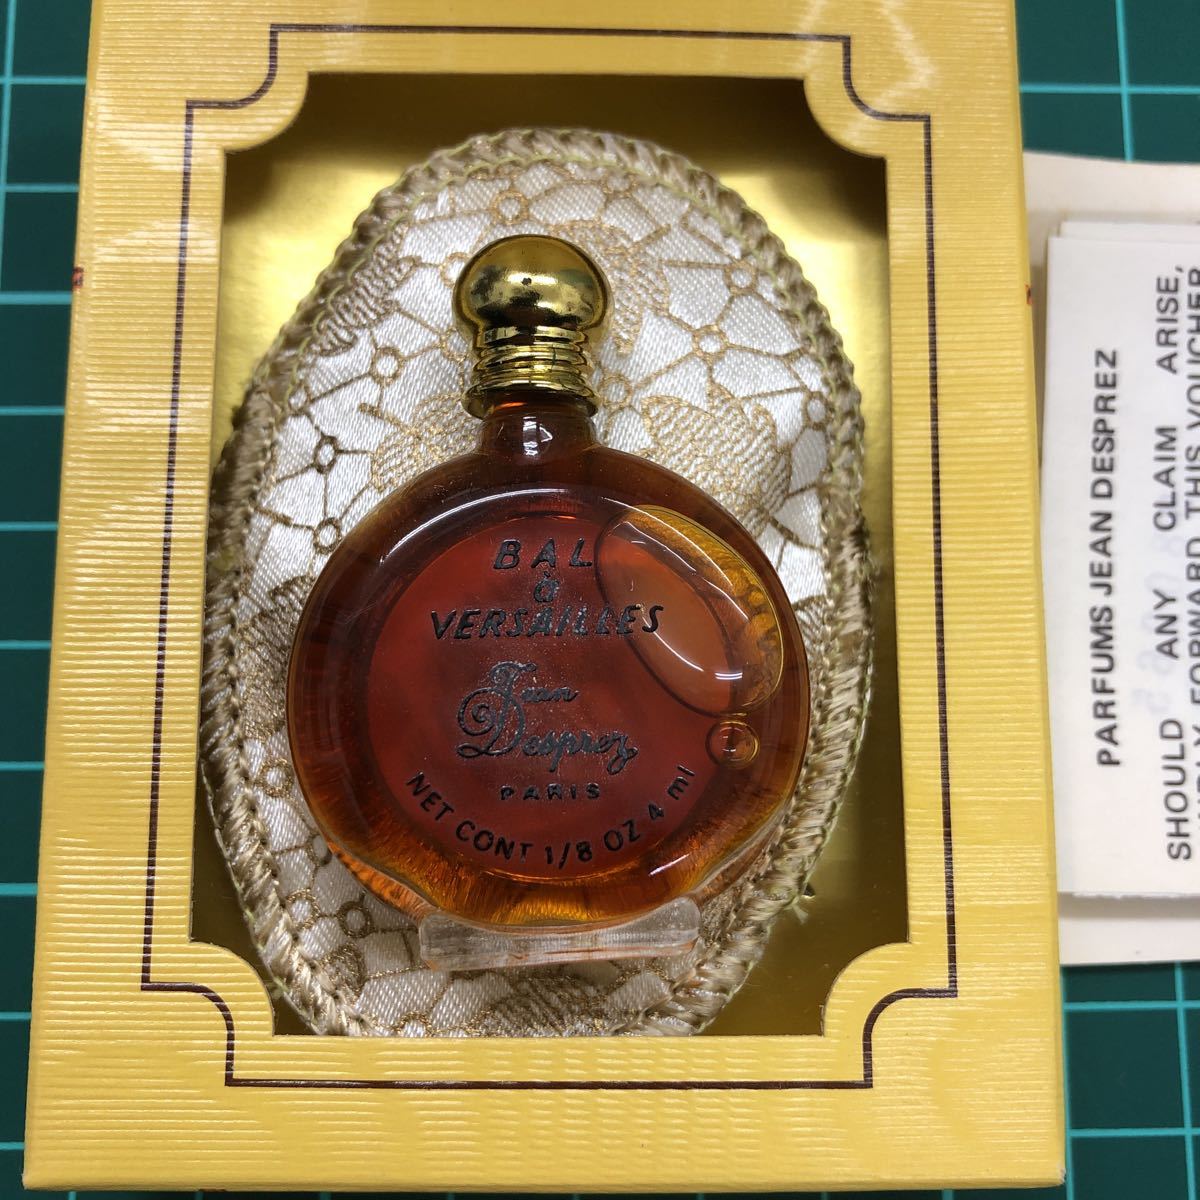 BAL
à
VERSAILLES
Jean
Desprez
PARIS
NET CONT 1/8 OZ 4 ml
PARFUMS JEAN DESPREZ
SHOULD ANY CLAIM ARISE,
FORWARD THIS VOUCHER